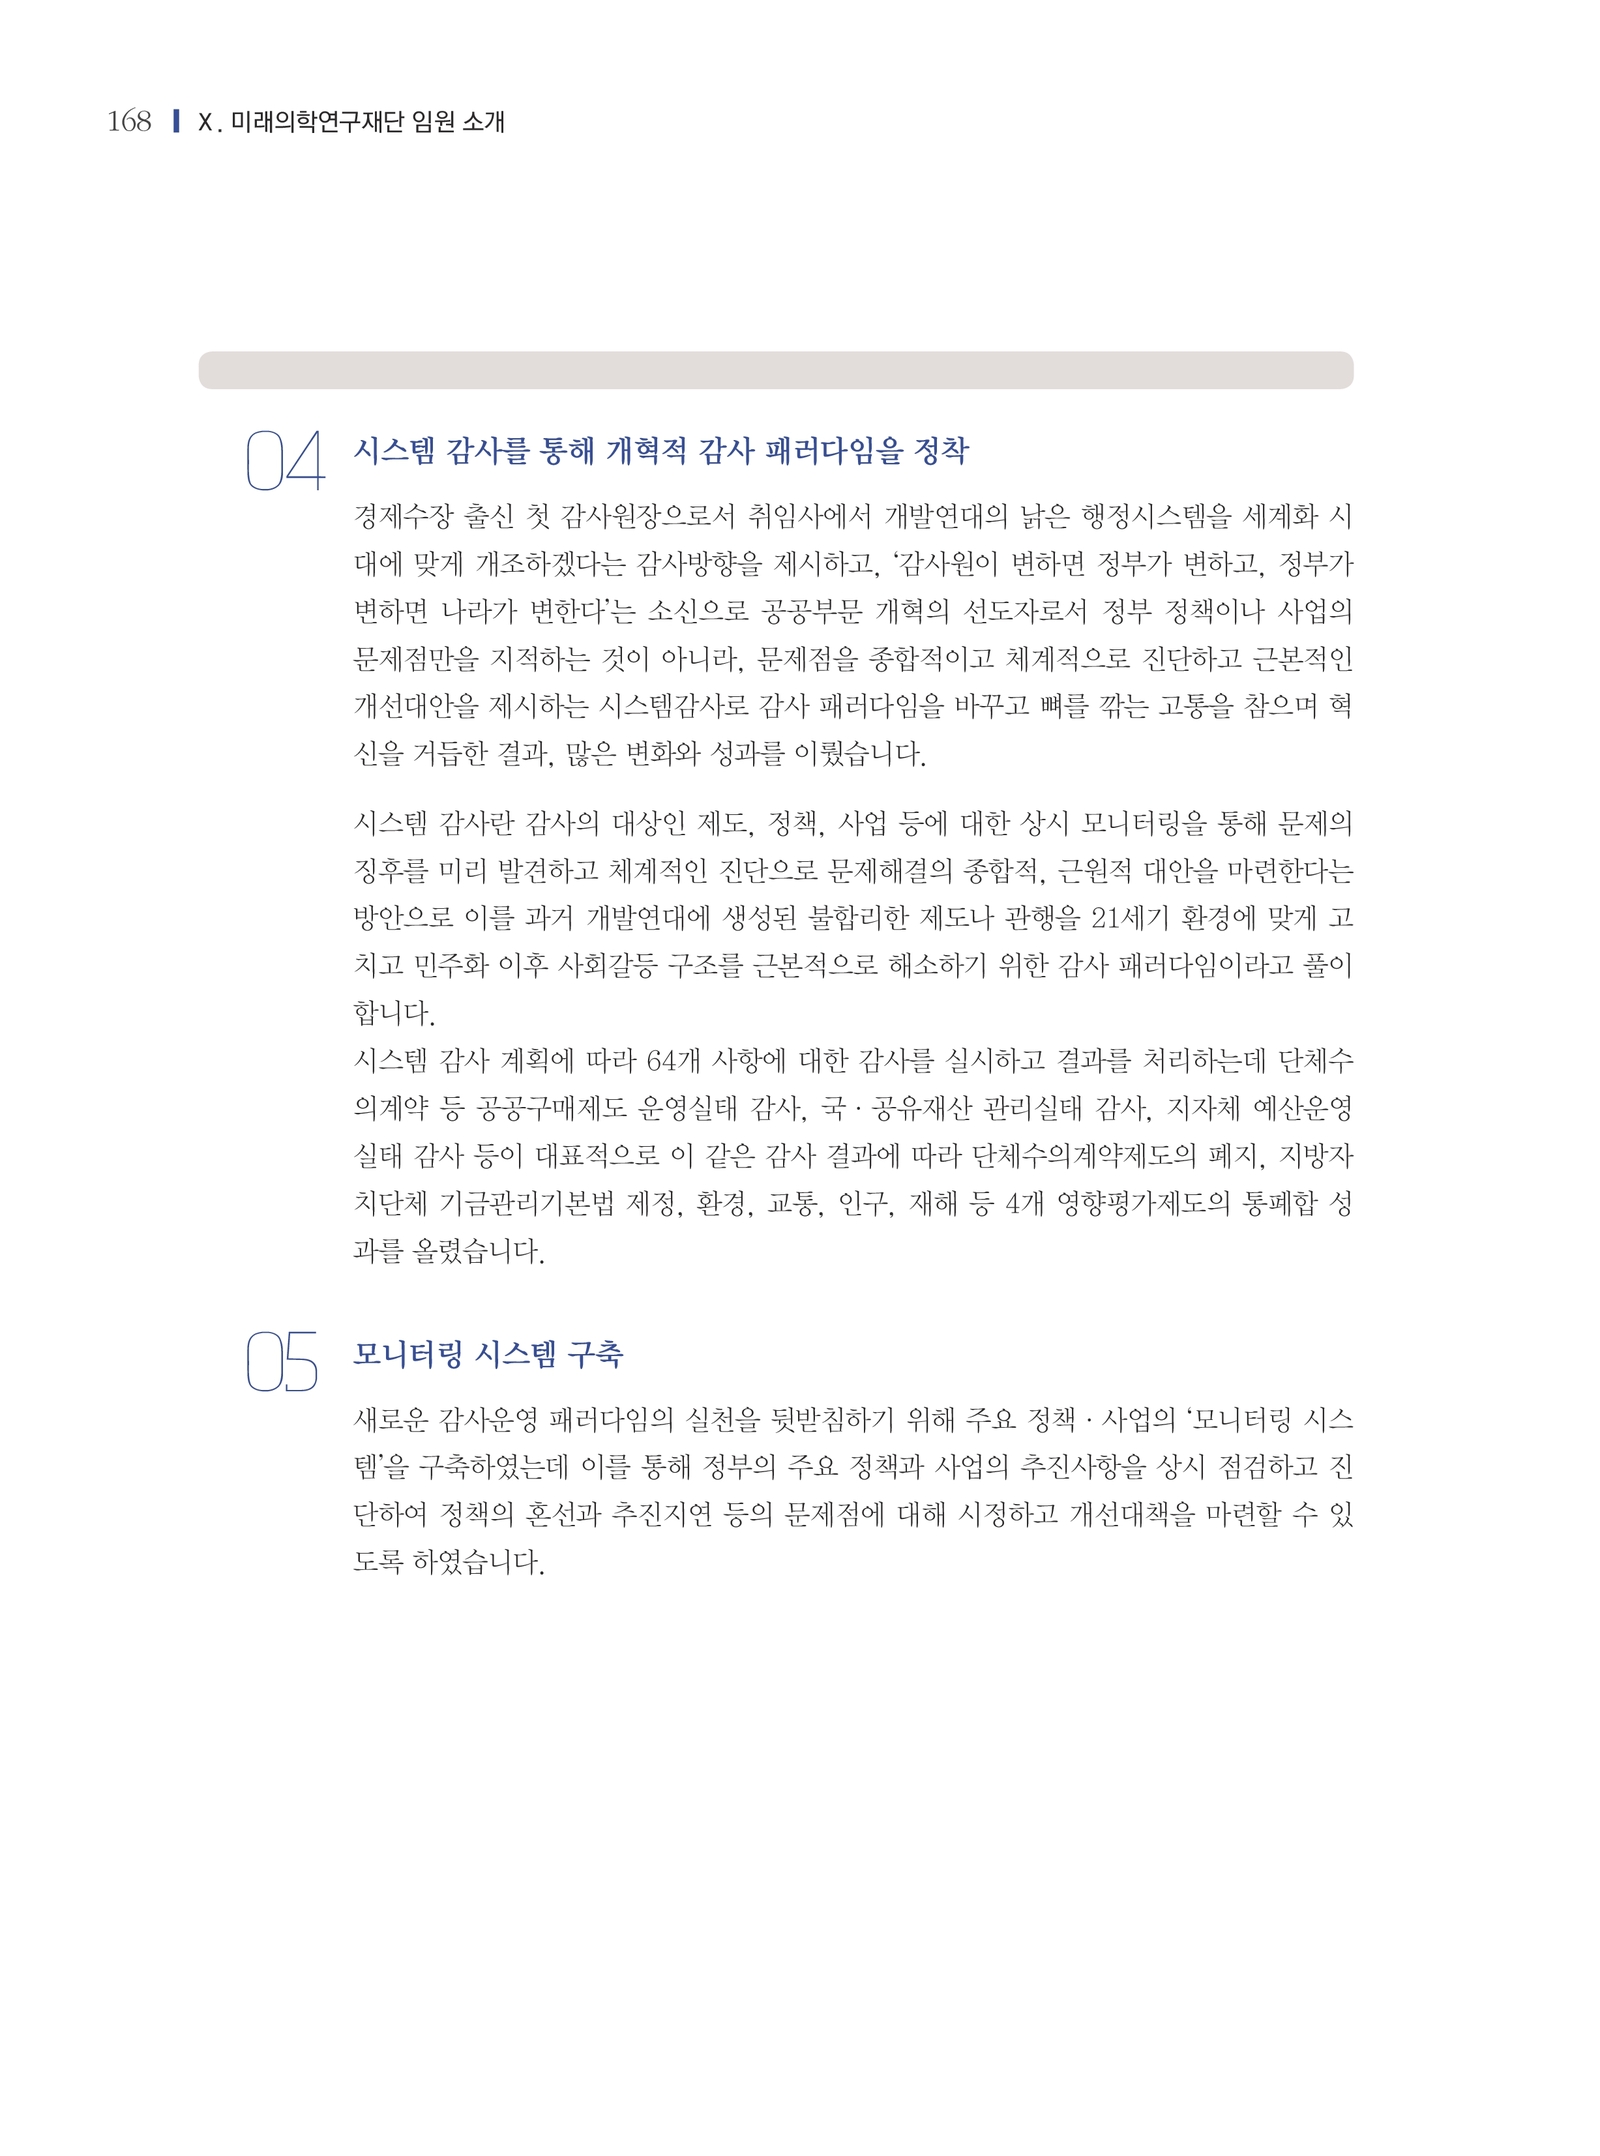 168 X. 미래의학연구재단 임원 소개
04 시스템 감사를 통해 개혁적 감사 패러다임을 정착
경제수장 출신 첫 감사원장으로서 취임사에서 개발연대의 낡은 행정시스템을 세계화 시
대에 맞게 개조하겠다는 감사방향을 제시하고, ‘감사원이 변하면 정부가 변하고, 정부가
변하면 나라가 변한다’는 소신으로 공공부문 개혁의 선도자로서 정부 정책이나 사업의
문제점만을 지적하는 것이 아니라, 문제점을 종합적이고 체계적으로 진단하고 근본적인
개선대안을 제시하는 시스템감사로 감사 패러다임을 바꾸고 뼈를 깎는 고통을 참으며 혁
신을 거듭한 결과, 많은 변화와 성과를 이뤘습니다.
시스템 감사란 감사의 대상인 제도, 정책, 사업 등에 대한 상시 모니터링을 통해 문제의
징후를 미리 발견하고 체계적인 진단으로 문제해결의 종합적, 근원적 대안을 마련한다는
방안으로 이를 과거 개발연대에 생성된 불합리한 제도나 관행을 21세기 환경에 맞게 고
치고 민주화 이후 사회갈등 구조를 근본적으로 해소하기 위한 감사 패러다임이라고 풀이
합니다.
시스템 감사 계획에 따라 64개 사항에 대한 감사를 실시하고 결과를 처리하는데 단체수
의계약 등 공공구매제도 운영실태 감사, 국 · 공유재산 관리실태 감사, 지자체 예산운영
실태 감사 등이 대표적으로 이 같은 감사 결과에 따라 단체수의계약제도의 폐지, 지방자
치단체 기금관리기본법 제정, 환경, 교통, 인구, 재해 등 4개 영향평가제도의 통폐합 성
과를 올렸습니다.
05 모니터링 시스템 구축
새로운 감사운영 패러다임의 실천을 뒷받침하기 위해 주요 정책 · 사업의 ‘모니터링 시스
템’을 구축하였는데 이를 통해 정부의 주요 정책과 사업의 추진사항을 상시 점검하고 진
단하여 정책의 혼선과 추진지연 등의 문제점에 대해 시정하고 개선대책을 마련할 수 있
도록 하였습니다.